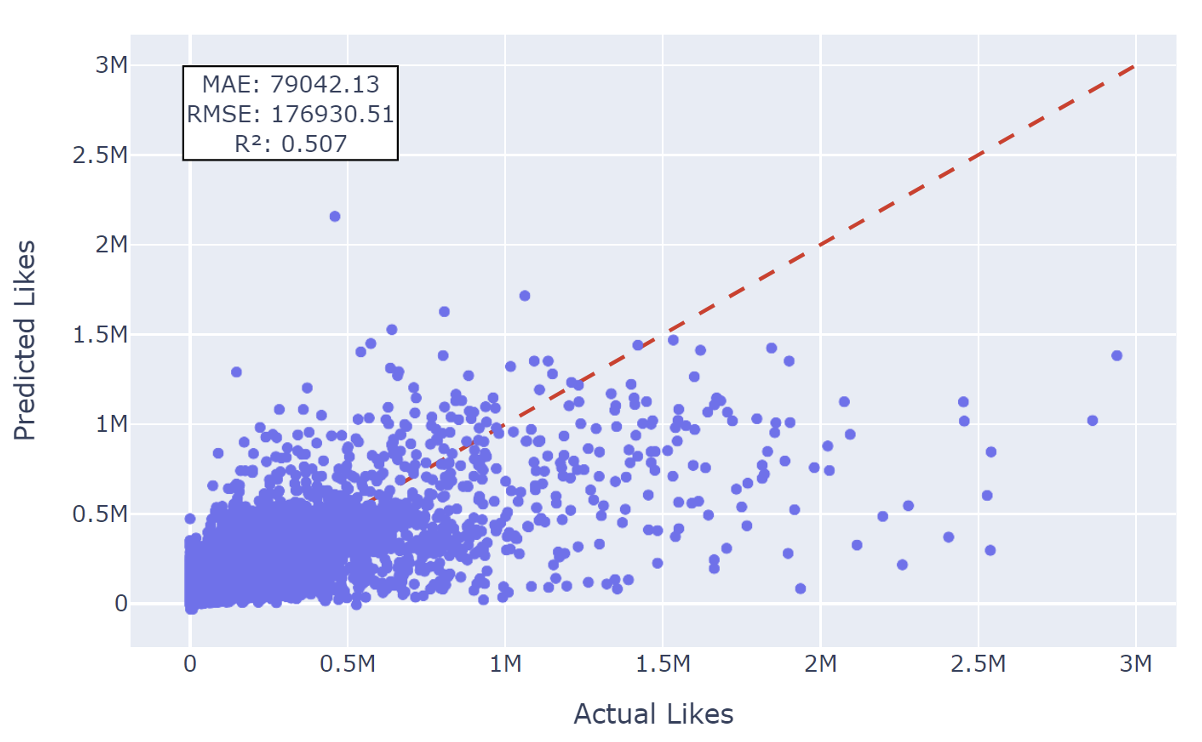 3M
2.5M
2M
1.5M
1M
0.5M
0
MAE: 79042.13
RMSE: 176930.51
R²: 0.507
Predicted Likes
0 0.5M 1M 1.5M 2M 2.5M 3M
Actual Likes